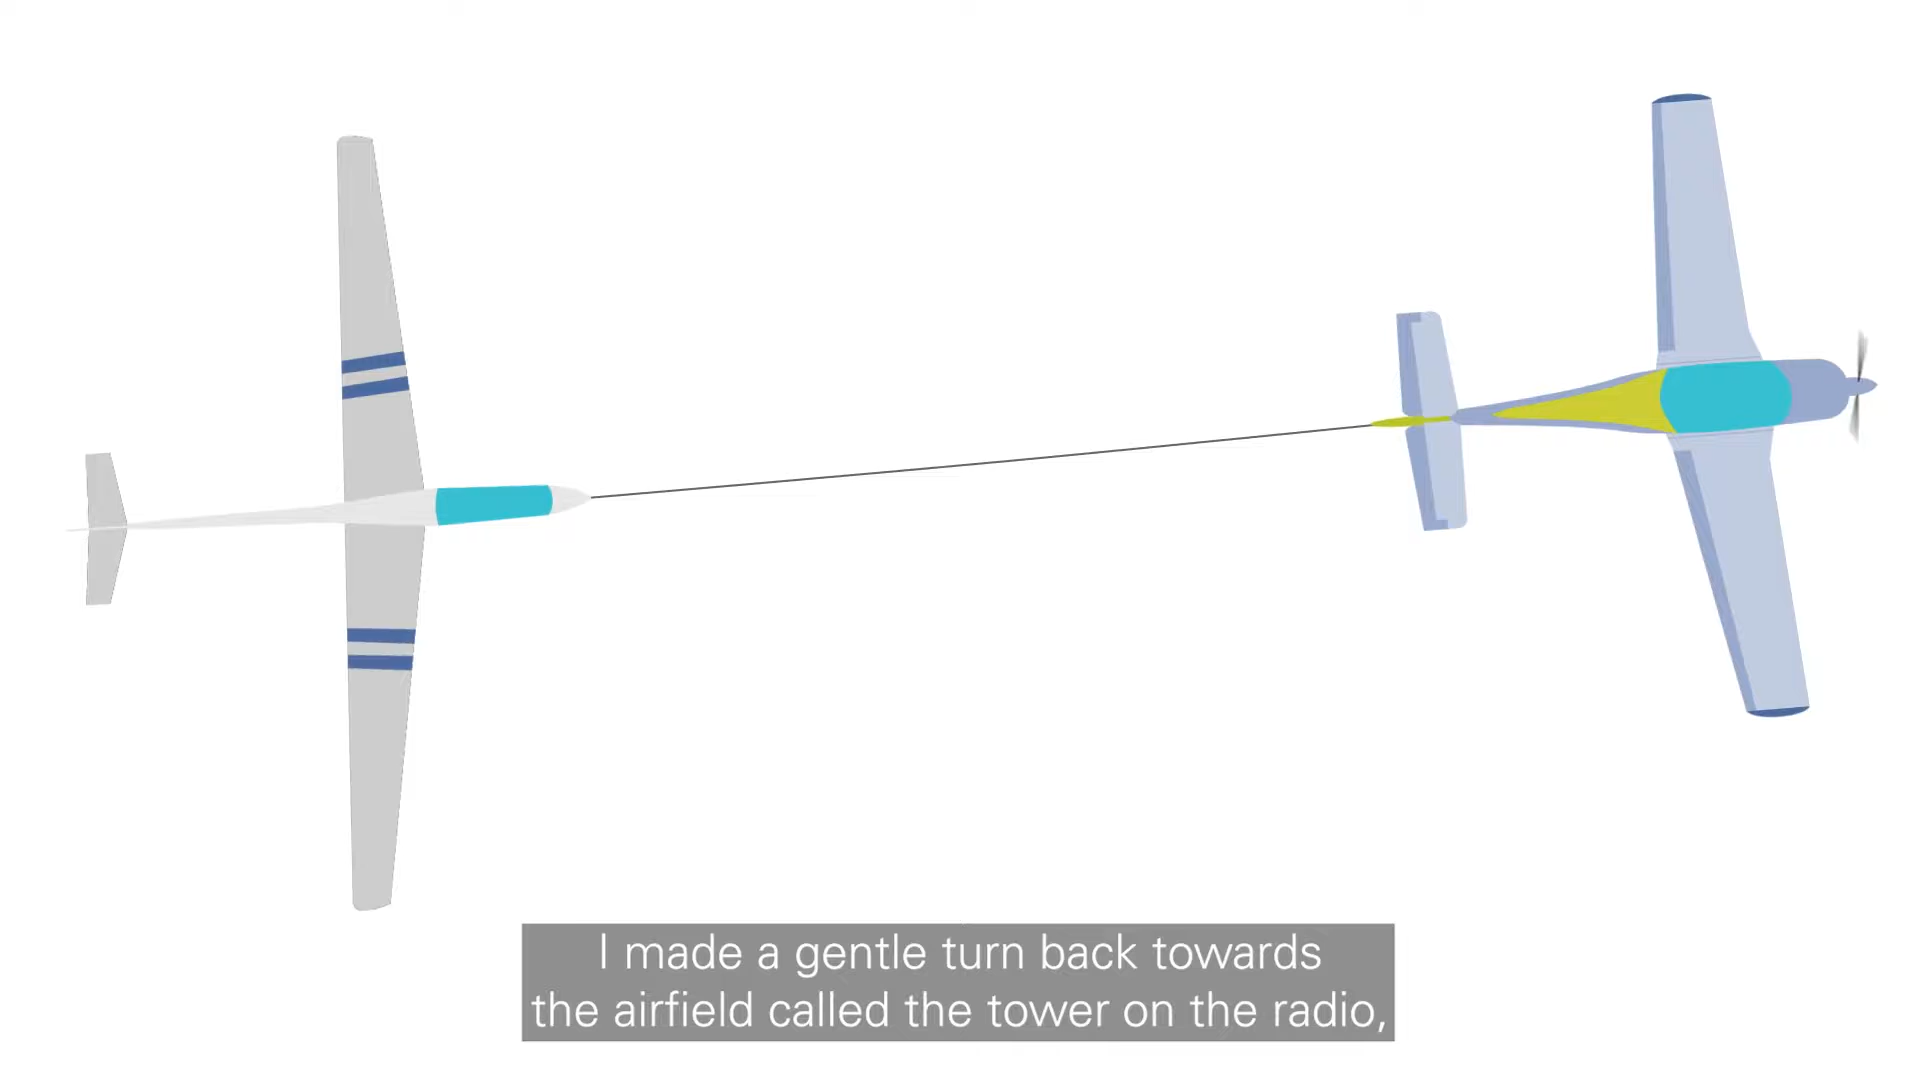 I made a gentle turn back towards
the airfield called the tower on the radio,